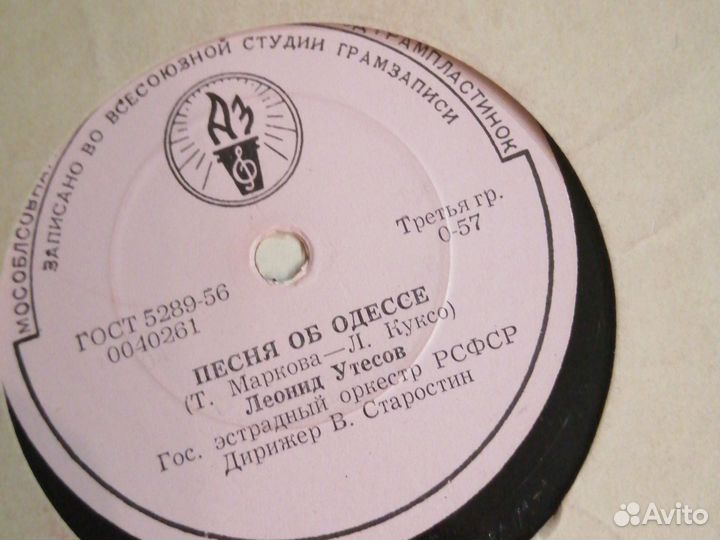 МОСОБЛСОВНАР
ГРАМПЛАСТИНОК
ЗАПИСАНО ВО ВСЕСОЮЗНОЙ СТУДИИ ГРАМЗАПИСИ
АЗ
Третья гр.
0-57
ГОСТ 5289-56
0040261
ПЕСНЯ ОБ ОДЕССЕ
(Т. Маркова—Л. Куксо)
Леонид Утесов
Гос. эстрадный оркестр РСФСР
Дирижер В. Старостин
Avito